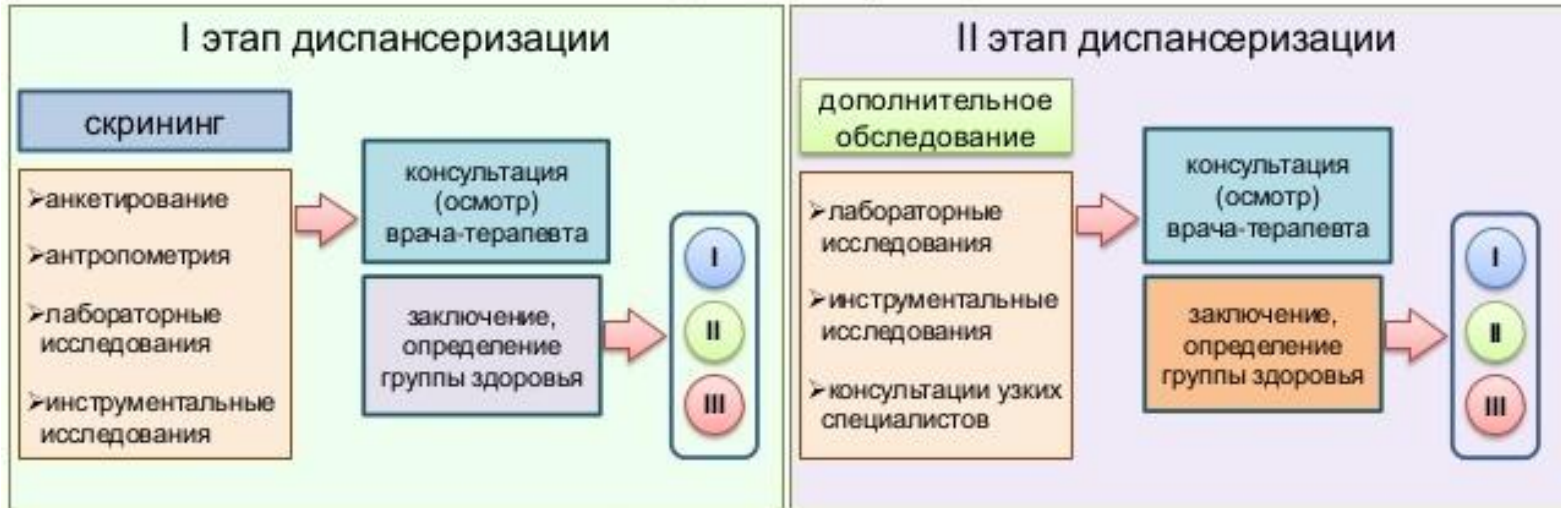 I этап диспансеризации
скрининг
➢анкетирование
➢антропометрия
➢лабораторные
исследования
➢инструментальные
исследования
консультация
(осмотр)
врача-терапевта
заключение,
определение
группы здоровья
I
II
III
II этап диспансеризации
дополнительное
обследование
➢лабораторные
исследования
➢инструментальные
исследования
➢консультации узких
специалистов
консультация
(осмотр)
врача-терапевта
заключение,
определение
группы здоровья
I
II
III